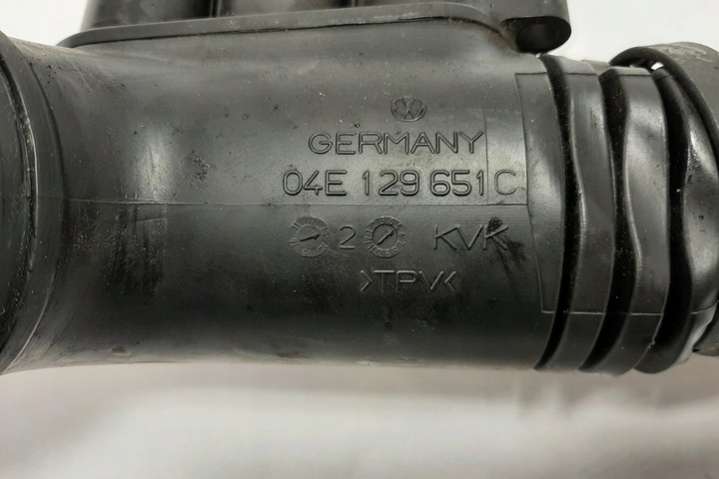 GERMANY
04E 129 651 C
2 KVK
>TPV<